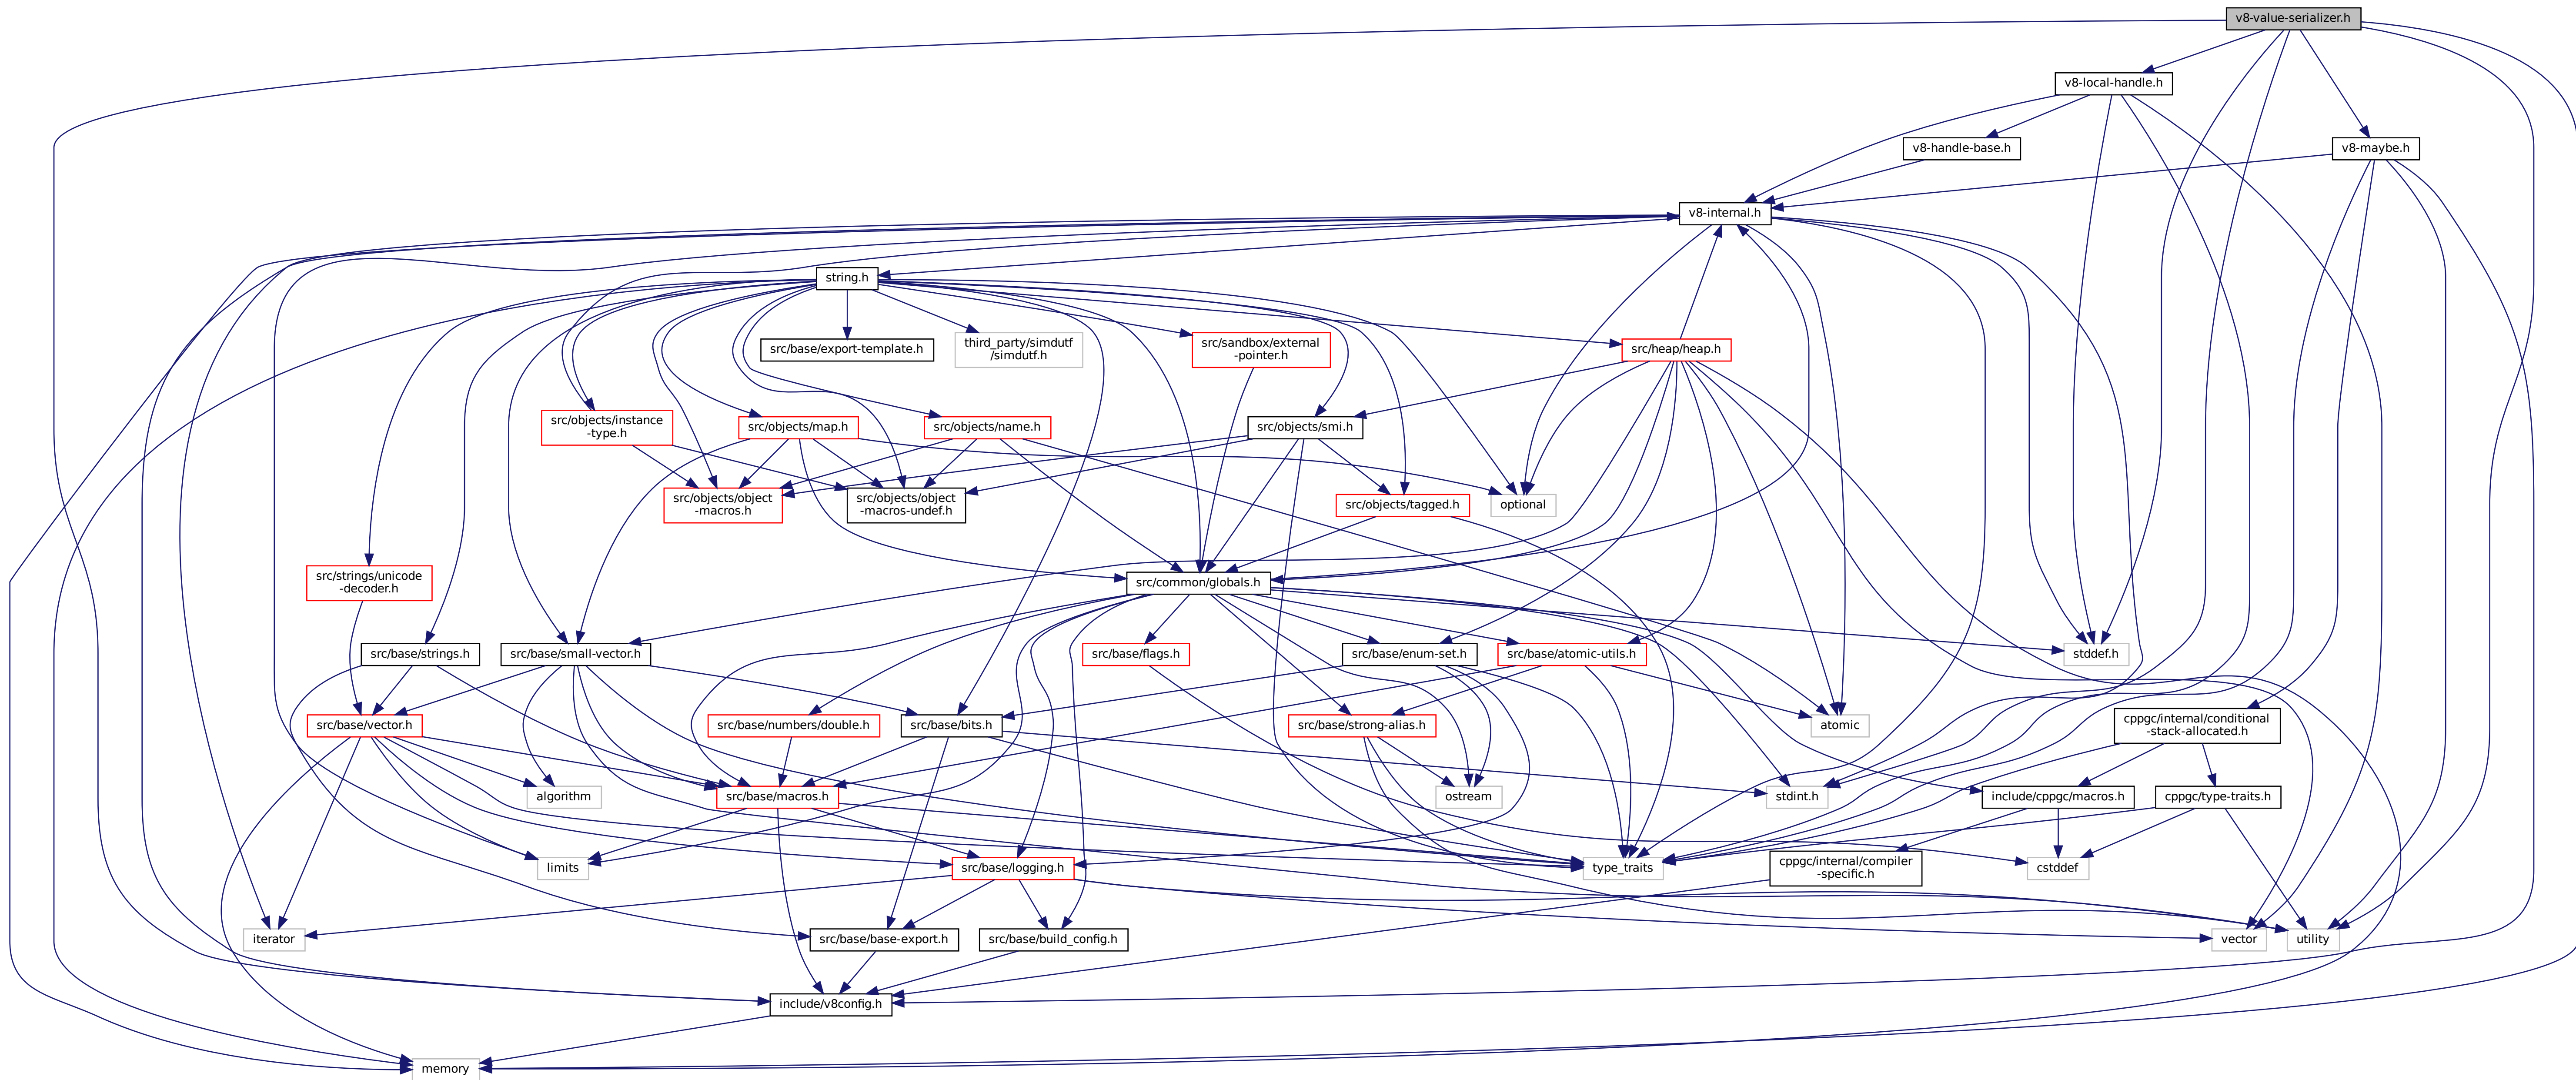 v8-value-serializer.h
v8-local-handle.h
v8-handle-base.h
v8-maybe.h
v8-internal.h
string.h
src/base/export-template.h
third_party/simdutf
/simdutf.h
src/sandbox/external
-pointer.h
src/heap/heap.h
src/objects/instance
-type.h
src/objects/map.h
src/objects/name.h
src/objects/smi.h
src/objects/object
-macros.h
src/objects/object
-macros-undef.h
src/objects/tagged.h
optional
src/strings/unicode
-decoder.h
src/common/globals.h
src/base/strings.h
src/base/small-vector.h
src/base/flags.h
src/base/enum-set.h
src/base/atomic-utils.h
stddef.h
src/base/vector.h
src/base/numbers/double.h
src/base/bits.h
src/base/strong-alias.h
atomic
cppgc/internal/conditional
-stack-allocated.h
algorithm
src/base/macros.h
ostream
stdint.h
include/cppgc/macros.h
cppgc/type-traits.h
limits
src/base/logging.h
type_traits
cppgc/internal/compiler
-specific.h
cstddef
iterator
src/base/base-export.h
src/base/build_config.h
vector
utility
include/v8config.h
memory